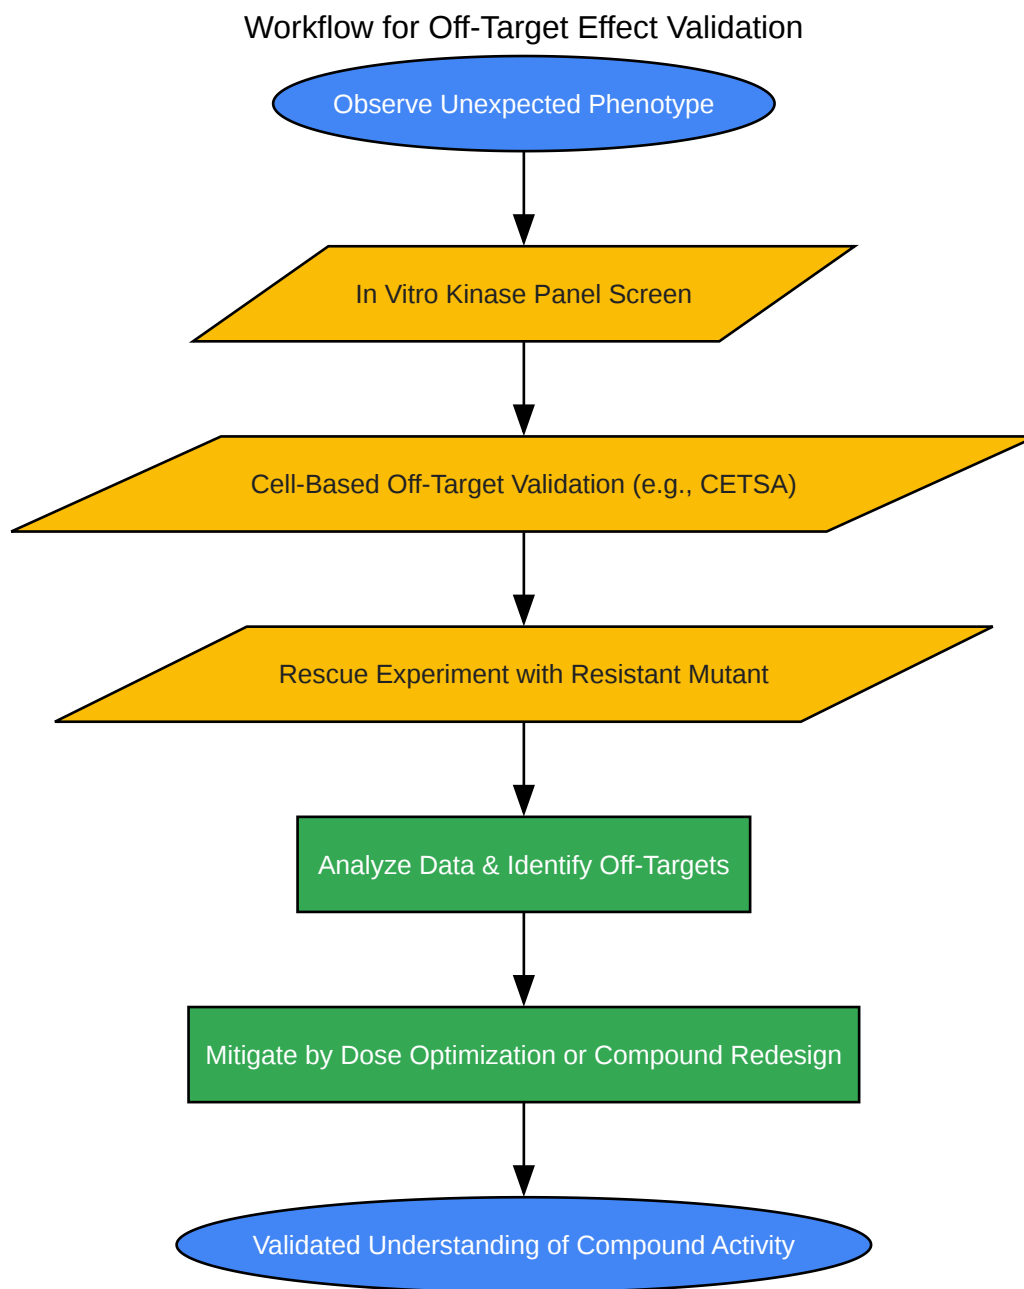 Workflow for Off-Target Effect Validation
Observe Unexpected Phenotype
In Vitro Kinase Panel Screen
Cell-Based Off-Target Validation (e.g., CETSA)
Rescue Experiment with Resistant Mutant
Analyze Data & Identify Off-Targets
Mitigate by Dose Optimization or Compound Redesign
Validated Understanding of Compound Activity